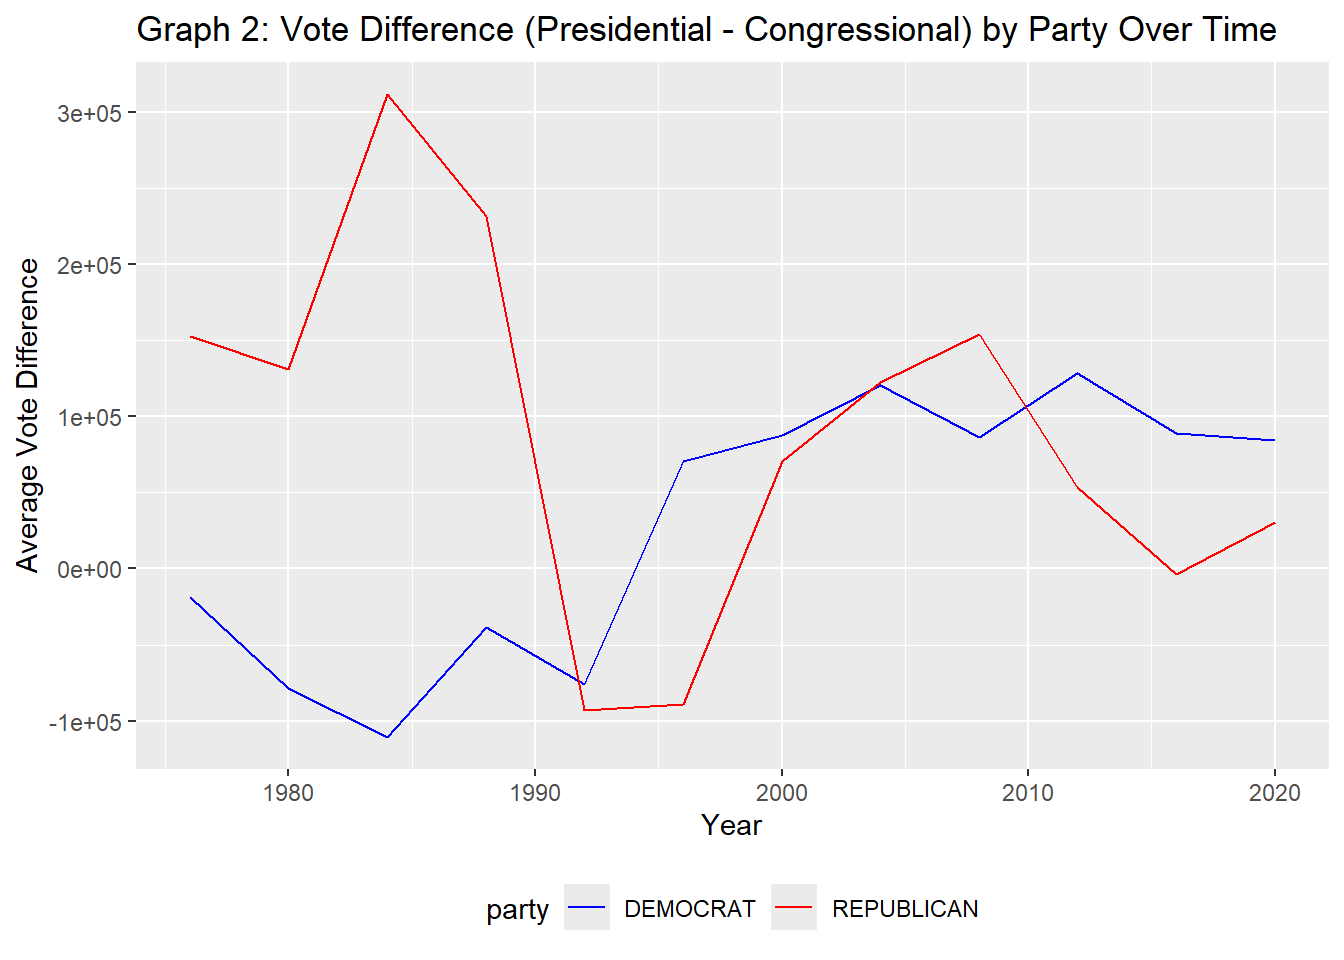 Graph 2: Vote Difference (Presidential - Congressional) by Party Over Time
3e+05
2e+05
1e+05
0e+00
-1e+05
Average Vote Difference
1980 1990 2000 2010 2020
Year
party DEMOCRAT REPUBLICAN